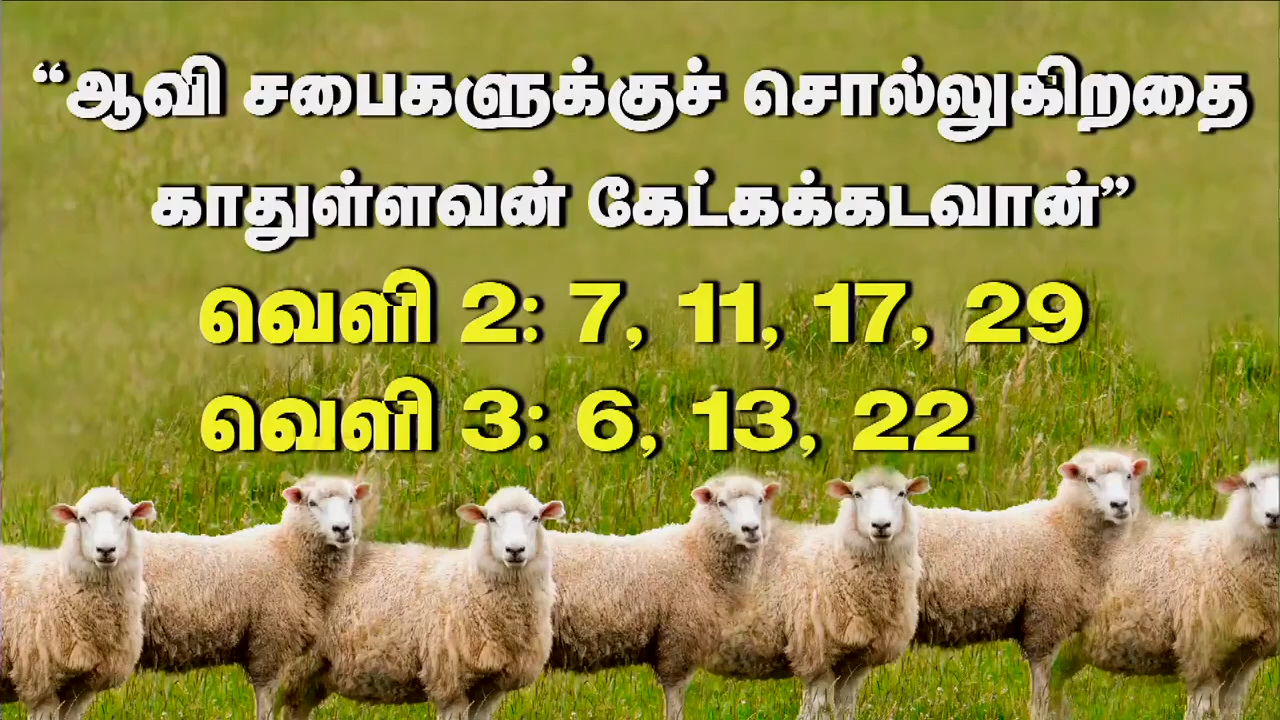 “ஆவி சபைகளுக்குச் சொல்லுகிறதை
காதுள்ளவன் கேட்கக்கடவான்”
வெளி 2: 7, 11, 17, 29
வெளி 3: 6, 13, 22